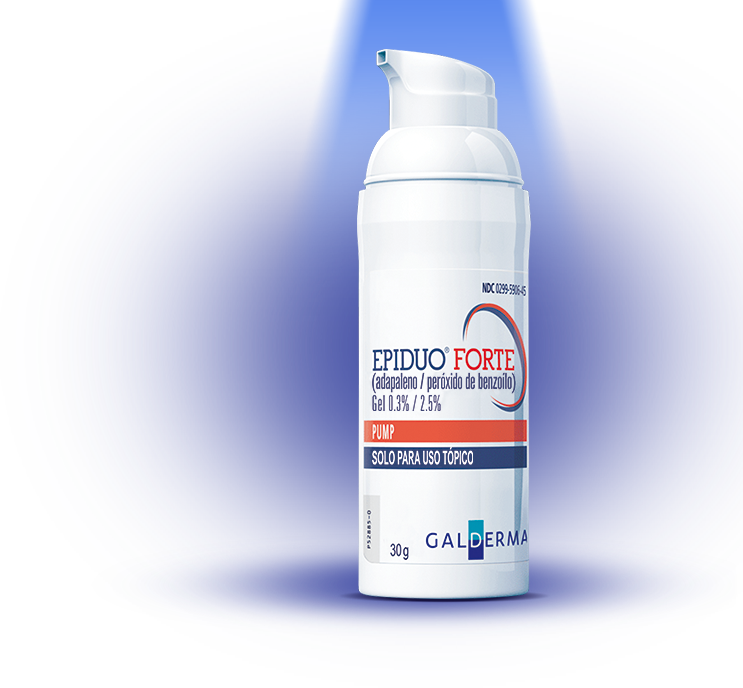 NDC 0299-5906-45
EPIDUO® FORTE
(adapaleno / peróxido de benzoílo)
Gel 0.3% / 2.5%
PUMP
SOLO PARA USO TÓPICO
P52885-0
30g
GALDERMA